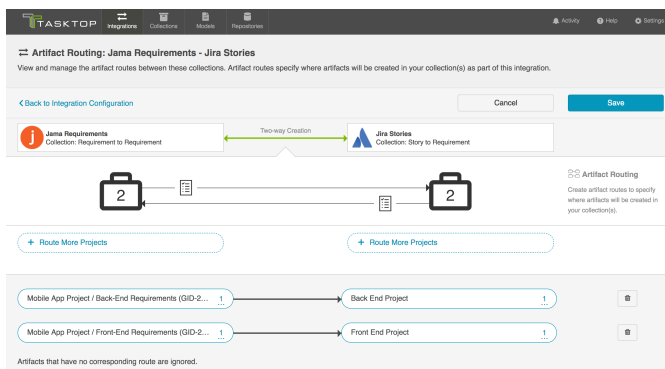 TASKTOP
Integrations
Collections
Models
Repositories
Activity
Help
Settings
Artifact Routing: Jama Requirements - Jira Stories
View and manage the artifact routes between these collections. Artifact routes specify where artifacts will be created in your collection(s) as part of this integration.
Back to Integration Configuration
Cancel
Save
j
Jama Requirements
Collection: Requirement to Requirement
Two-way Creation
Jira Stories
Collection: Story to Requirement
2
2
Artifact Routing
Create artifact routes to specify
where artifacts will be created in
your collection(s).
+ Route More Projects
+ Route More Projects
Mobile App Project / Back-End Requirements (GID-2... 1
Back End Project 1
Mobile App Project / Front-End Requirements (GID-2... 1
Front End Project 1
Artifacts that have no corresponding route are ignored.